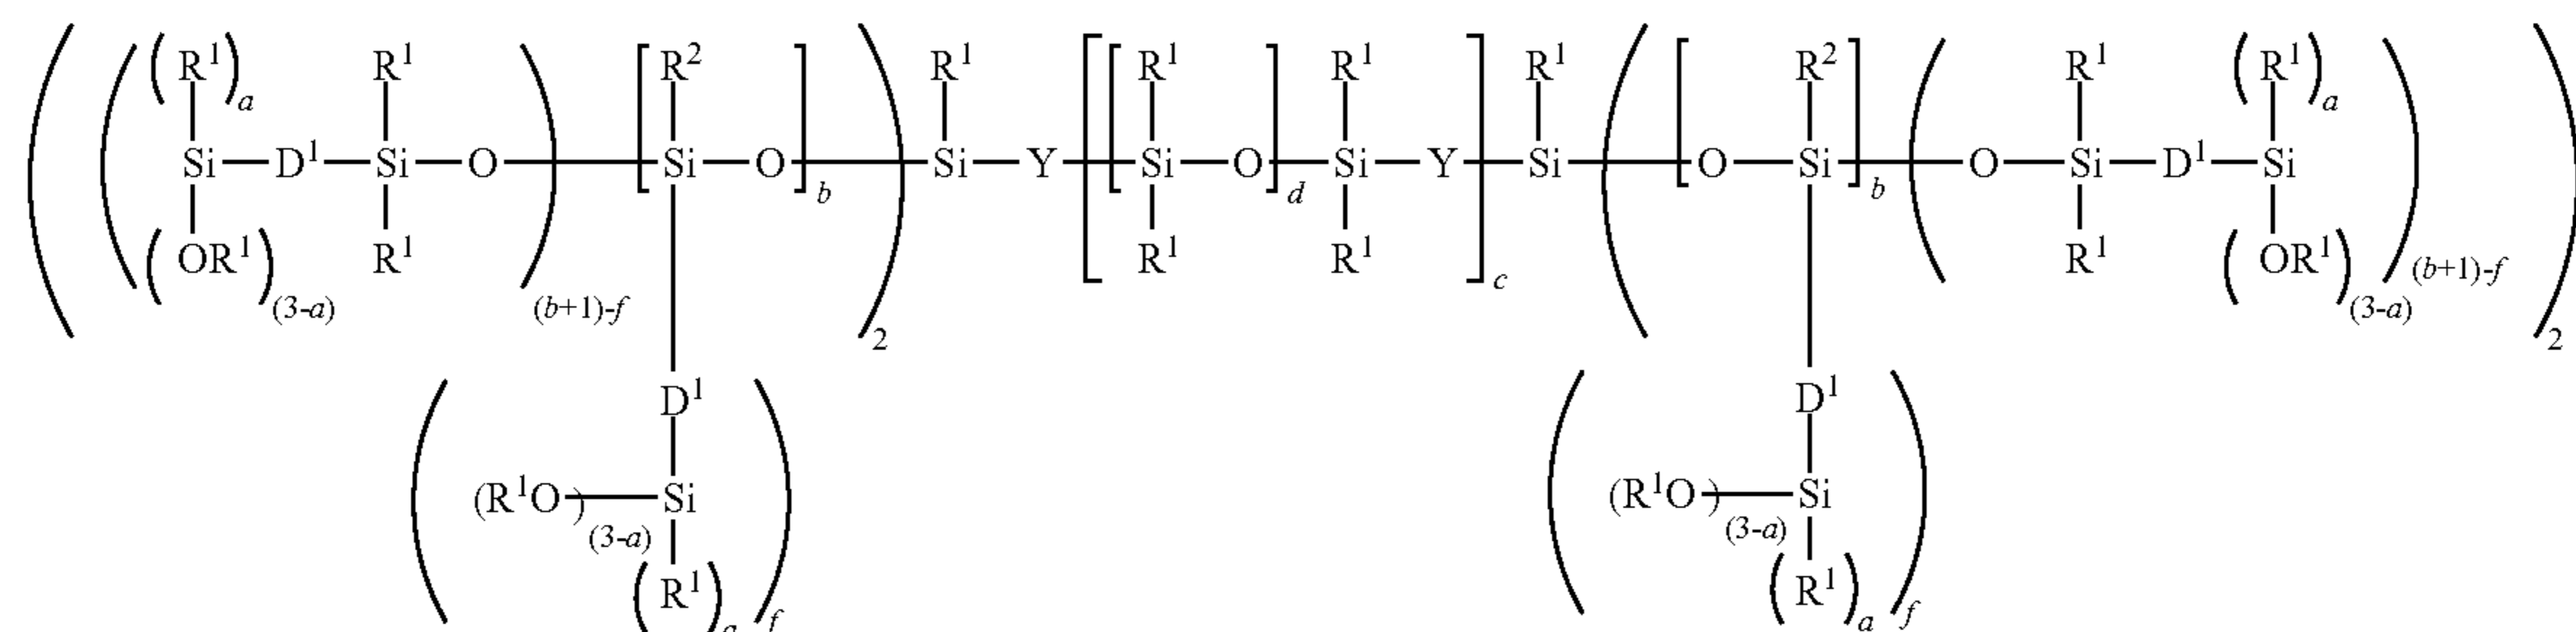 (R¹)ₐ R¹ R² R¹ R¹ R¹ R¹ R² R¹ (R¹)ₐ
((Si—D¹—Si—O)₍b+1₎-f [Si—O]b)₂ Si—Y [[Si—O]d Si—Y]c Si ([O—Si]b (O—Si—D¹—Si)₍b+1₎-f)₂
(OR¹)(3-a) R¹ R¹ R¹ R¹ (OR¹)(3-a)
D¹ D¹
(R¹O)(3-a)—Si (R¹O)(3-a)—Si
(R¹)a f (R¹)a f